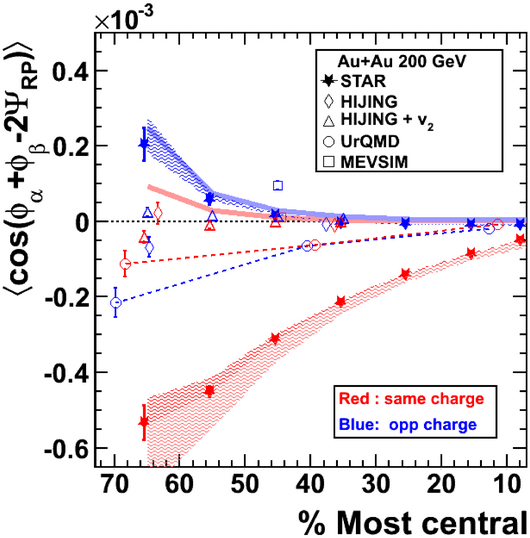 ×10⁻³
⟨cos(ϕα+ϕβ-2ΨRP)⟩
0.4
0.2
0
-0.2
-0.4
-0.6
Au+Au 200 GeV
STAR
HIJING
HIJING + v₂
UrQMD
MEVSIM
Red : same charge
Blue: opp charge
70 60 50 40 30 20 10
% Most central